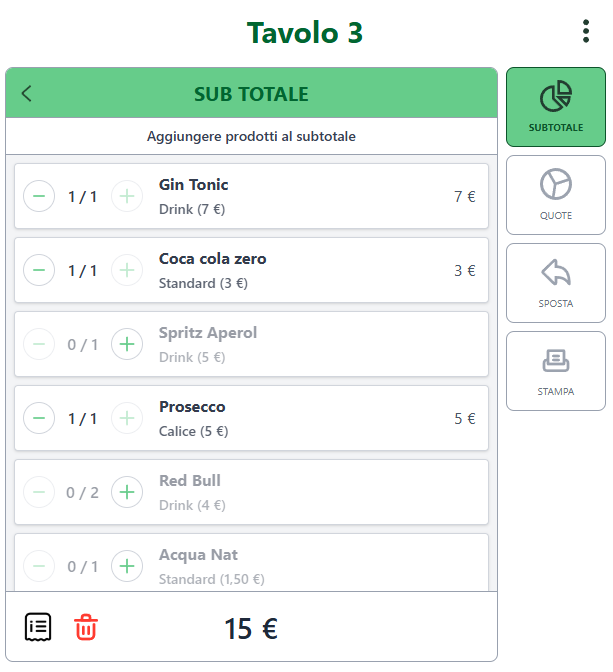 Tavolo 3
SUB TOTALE
Aggiungere prodotti al subtotale
1 / 1
Gin Tonic
Drink (7 €)
7 €
1 / 1
Coca cola zero
Standard (3 €)
3 €
0 / 1
Spritz Aperol
Drink (5 €)
1 / 1
Prosecco
Calice (5 €)
5 €
0 / 2
Red Bull
Drink (4 €)
0 / 1
Acqua Nat
Standard (1,50 €)
15 €
SUBTOTALE
QUOTE
SPOSTA
STAMPA